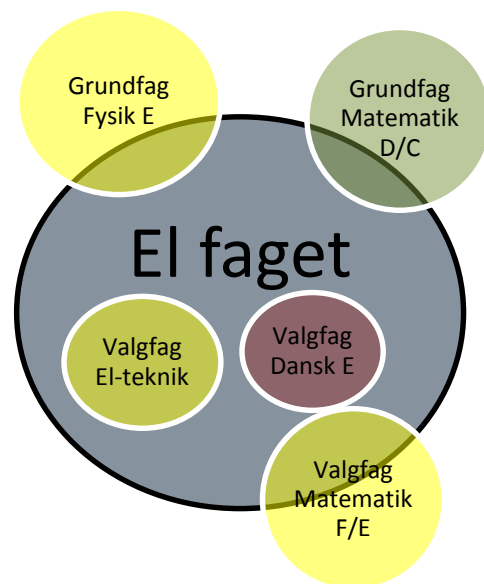 Grundfag
Fysik E
Grundfag
Matematik
D/C
El faget
Valgfag
El-teknik
Valgfag
Dansk E
Valgfag
Matematik
F/E